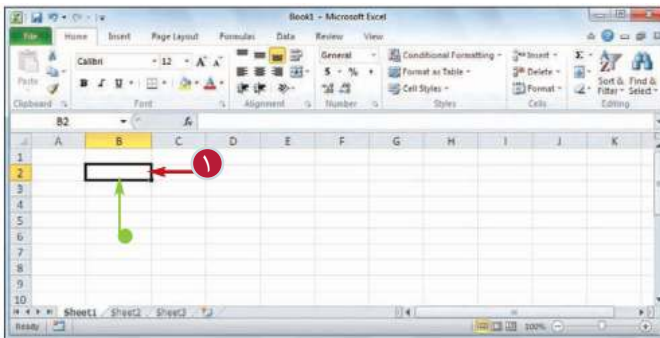 Book1 - Microsoft Excel
File Home Insert Page Layout Formulas Data Review View
Calibri 12 A A General Conditional Formatting Insert Σ
Paste B I U A $ % , Format as Table Delete Sort & Find &
Cell Styles Format Filter Select
Clipboard Font Alignment Number Styles Cells Editing
B2 fx
A B C D E F G H I J K
1
١
2
3
4
5
6
7
8
9
10
Sheet1 Sheet2 Sheet3
Ready 100%